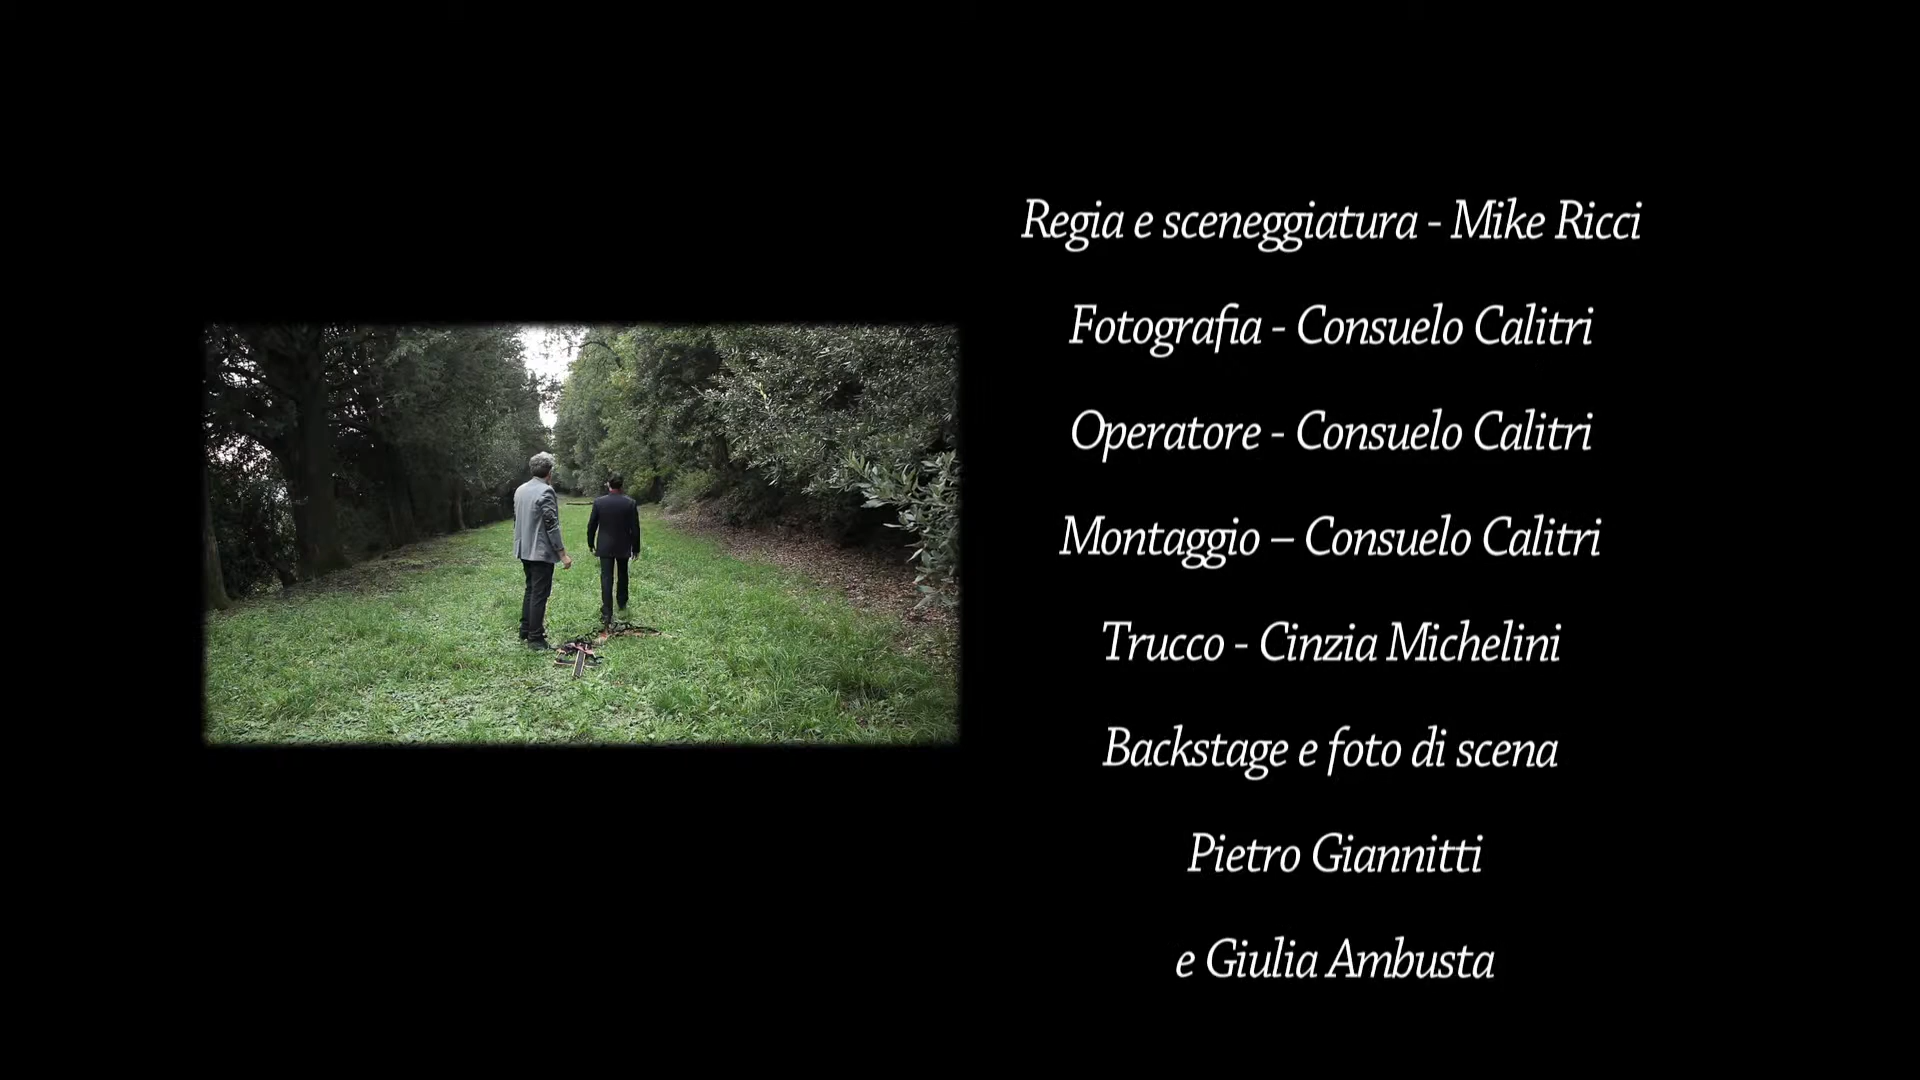 Regia e sceneggiatura - Mike Ricci
Fotografia - Consuelo Calitri
Operatore - Consuelo Calitri
Montaggio – Consuelo Calitri
Trucco - Cinzia Michelini
Backstage e foto di scena
Pietro Giannitti
e Giulia Ambusta